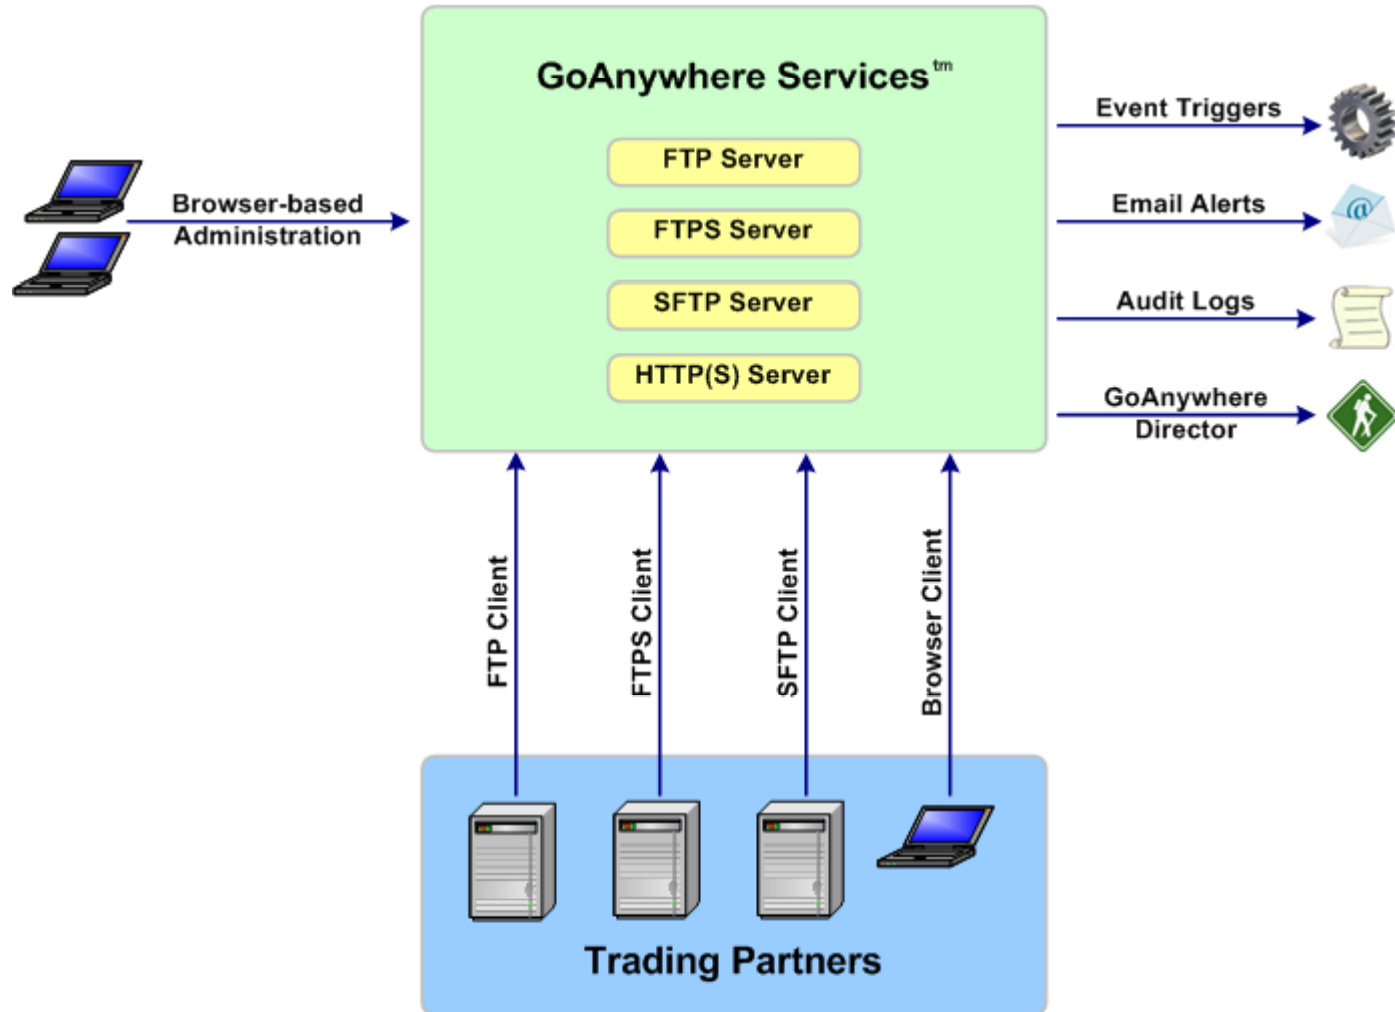 GoAnywhere Services™
FTP Server
FTPS Server
SFTP Server
HTTP(S) Server
Browser-based
Administration
Event Triggers
Email Alerts
@
Audit Logs
GoAnywhere
Director
FTP Client
FTPS Client
SFTP Client
Browser Client
Trading Partners